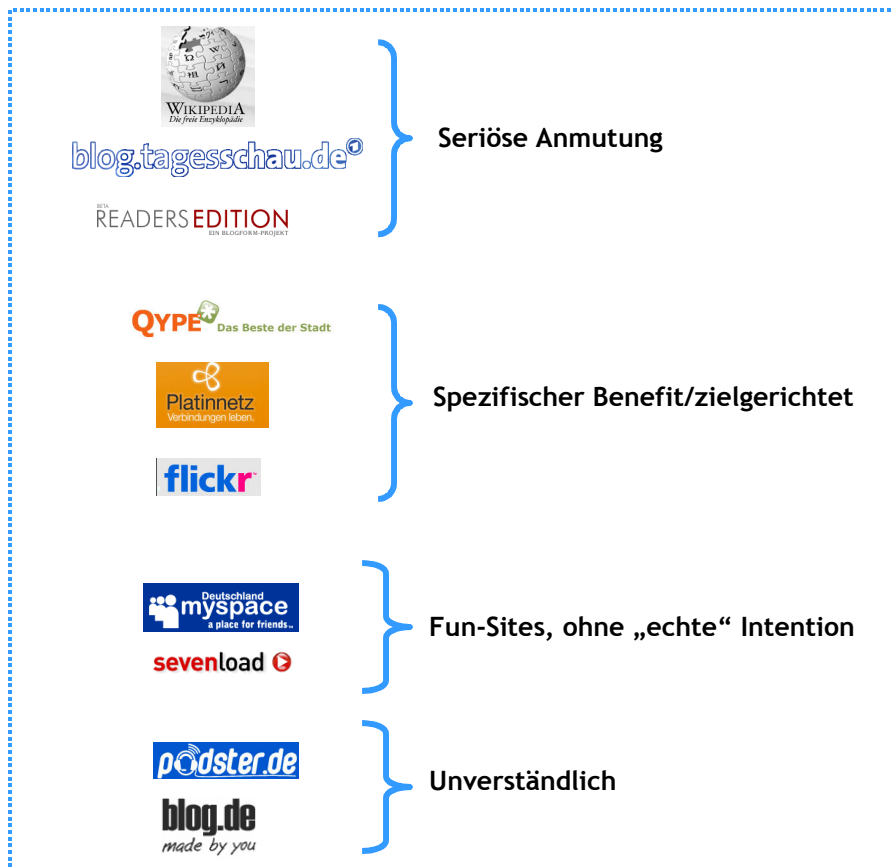 WIKIPEDIA
Die freie Enzyklopädie
blog.tagesschau.de
Seriöse Anmutung
BETA
READERS EDITION
EIN BLOGFORM-PROJEKT
QYPE Das Beste der Stadt
Platinnetz
Verbindungen leben.
Spezifischer Benefit/zielgerichtet
flickr
Deutschland
myspace
a place for friends
Fun-Sites, ohne „echte“ Intention
sevenload
podster.de
Unverständlich
blog.de
made by you